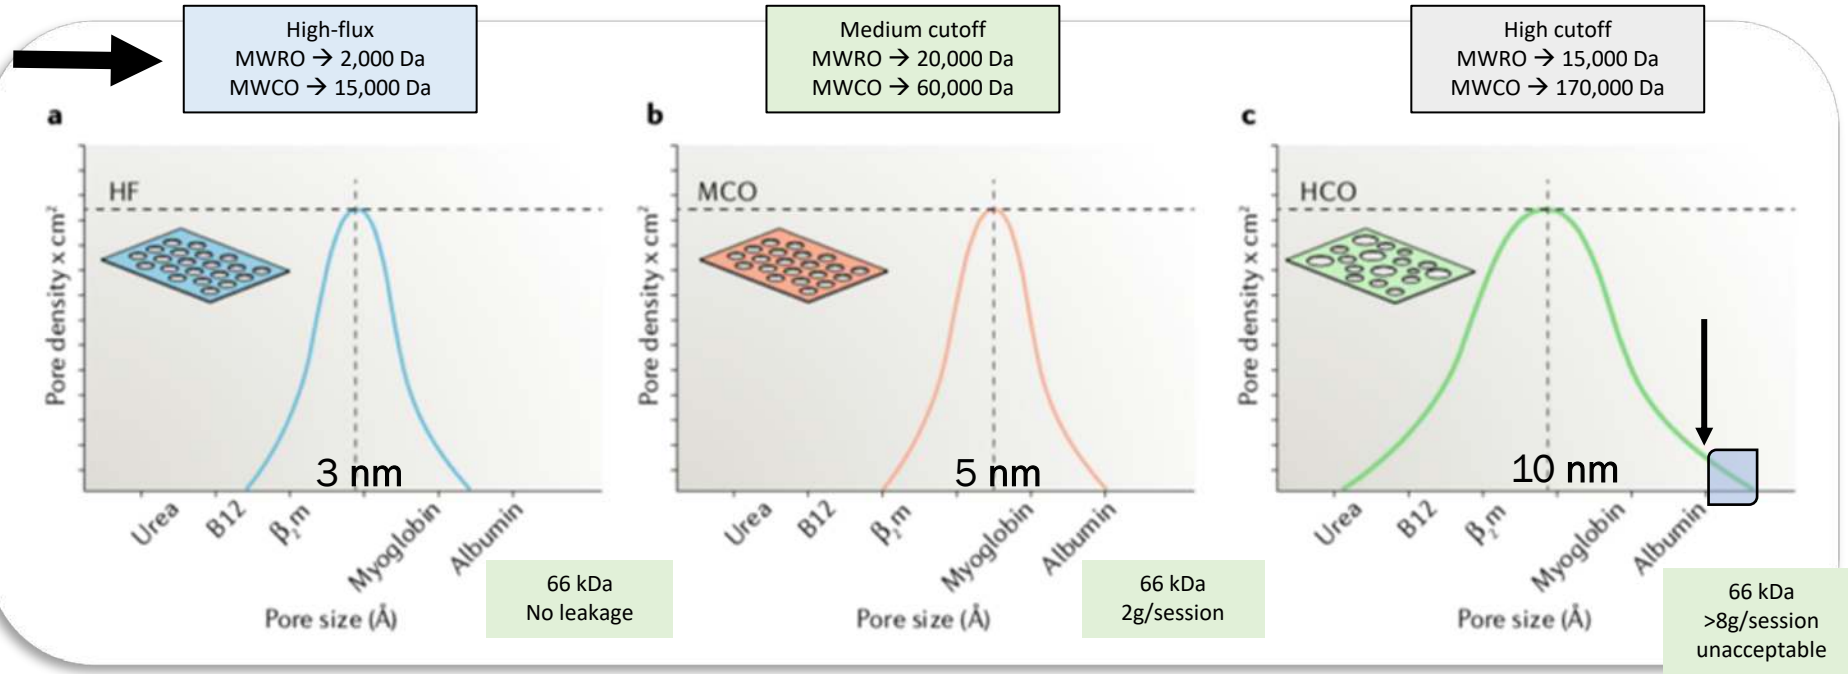 High-flux
MWRO → 2,000 Da
MWCO → 15,000 Da
Medium cutoff
MWRO → 20,000 Da
MWCO → 60,000 Da
High cutoff
MWRO → 15,000 Da
MWCO → 170,000 Da
a
HF
Pore density x cm²
3 nm
Urea
B12
β₂m
Myoglobin
Albumin
Pore size (Å)
66 kDa
No leakage
b
MCO
Pore density x cm²
5 nm
Urea
B12
β₂m
Myoglobin
Albumin
Pore size (Å)
66 kDa
2g/session
c
HCO
Pore density x cm²
10 nm
Urea
B12
β₂m
Myoglobin
Albumin
Pore size (Å)
66 kDa
>8g/session
unacceptable